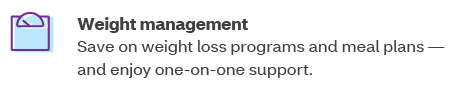 Weight management
Save on weight loss programs and meal plans —
and enjoy one-on-one support.